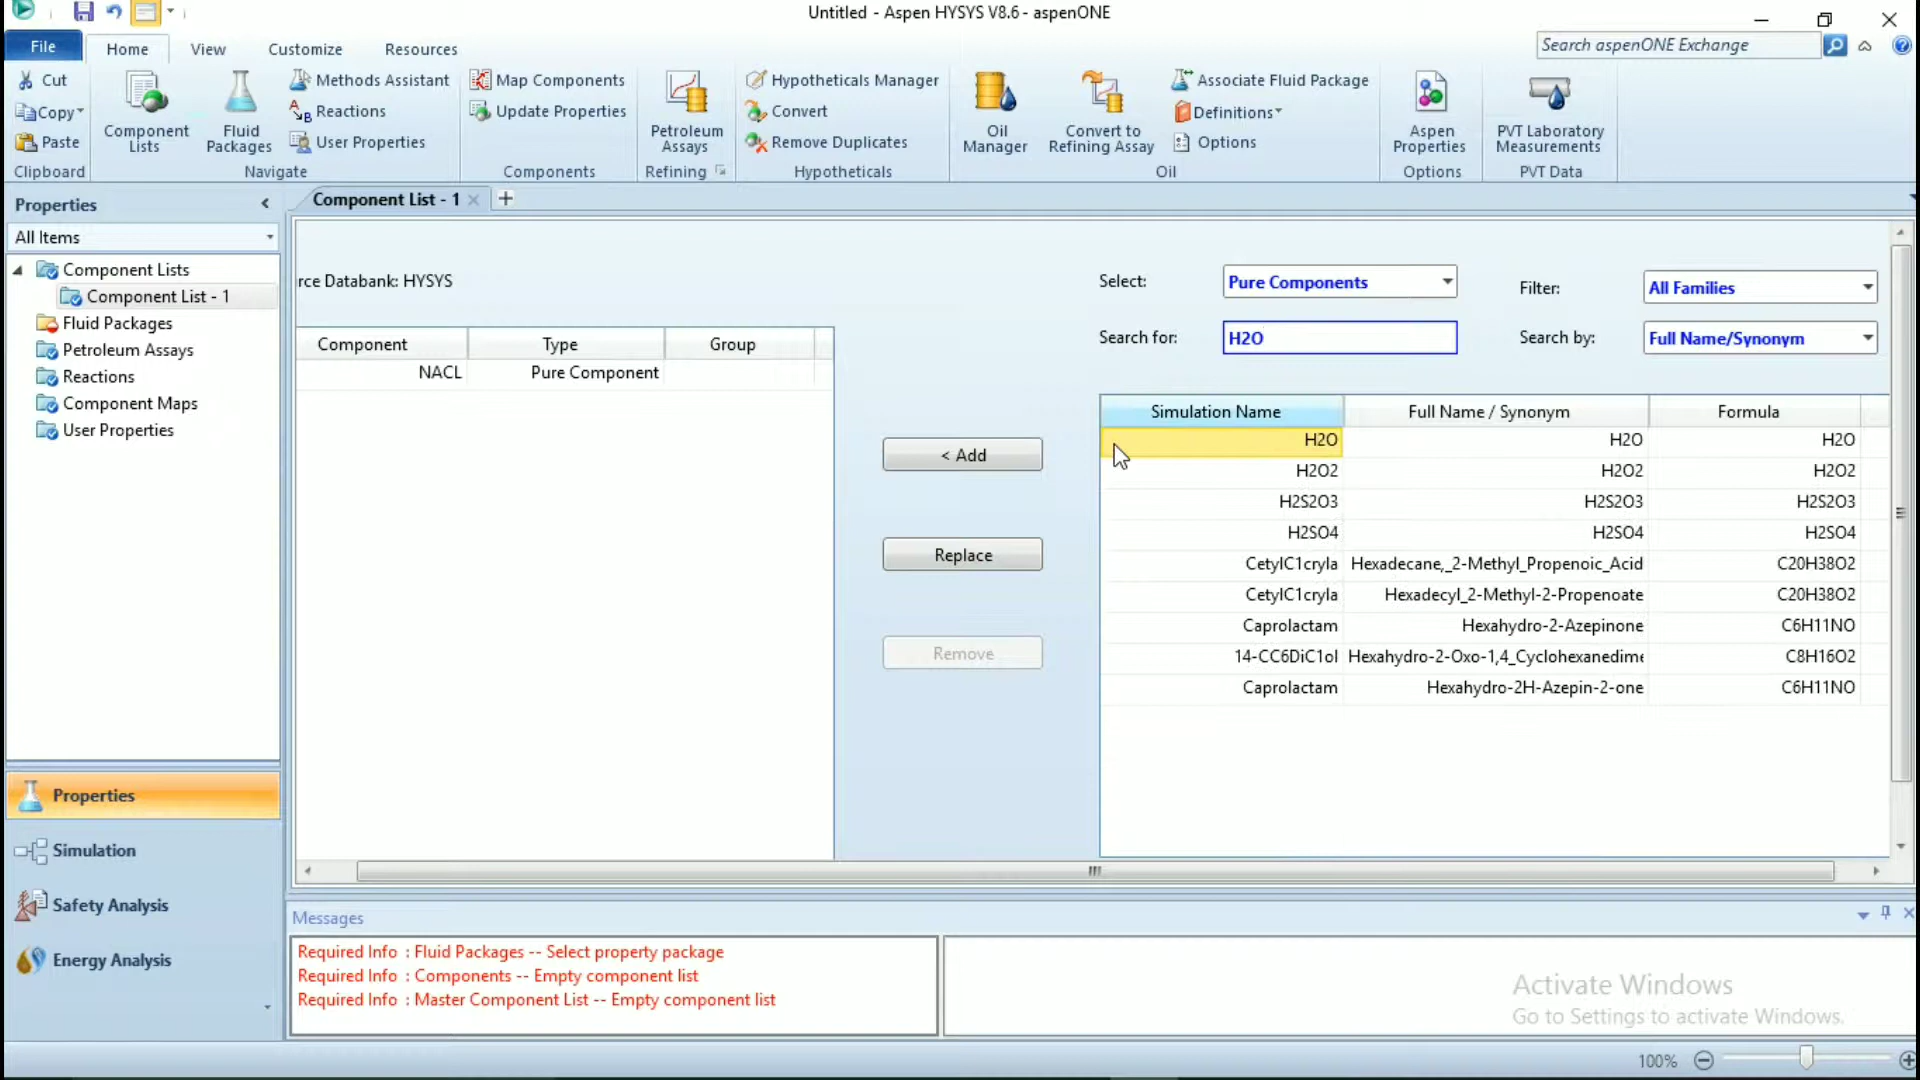 Untitled - Aspen HYSYS V8.6 - aspenONE
File Home View Customize Resources Search aspenONE Exchange
Cut
Copy
Paste
Clipboard
Component Lists
Fluid Packages
Methods Assistant
Reactions
User Properties
Navigate
Map Components
Update Properties
Components
Petroleum Assays
Refining
Hypotheticals Manager
Convert
Remove Duplicates
Hypotheticals
Oil Manager
Convert to Refining Assay
Associate Fluid Package
Definitions
Options
Oil
Aspen Properties
Options
PVT Laboratory Measurements
PVT Data
Properties
All Items
Component Lists
Component List - 1
Fluid Packages
Petroleum Assays
Reactions
Component Maps
User Properties
Properties
Simulation
Safety Analysis
Energy Analysis
Component List - 1
rce Databank: HYSYS
Component Type Group
NACL Pure Component
< Add
Replace
Remove
Select: Pure Components Filter: All Families
Search for: H2O Search by: Full Name/Synonym
Simulation Name Full Name / Synonym Formula
H2O H2O H2O
H2O2 H2O2 H2O2
H2S2O3 H2S2O3 H2S2O3
H2SO4 H2SO4 H2SO4
CetylC1cryla Hexadecane,_2-Methyl_Propenoic_Acid C20H38O2
CetylC1cryla Hexadecyl_2-Methyl-2-Propenoate C20H38O2
Caprolactam Hexahydro-2-Azepinone C6H11NO
14-CC6DiC1ol Hexahydro-2-Oxo-1,4_Cyclohexanedime C8H16O2
Caprolactam Hexahydro-2H-Azepin-2-one C6H11NO
Messages
Required Info : Fluid Packages -- Select property package
Required Info : Components -- Empty component list
Required Info : Master Component List -- Empty component list
Activate Windows
Go to Settings to activate Windows.
100%